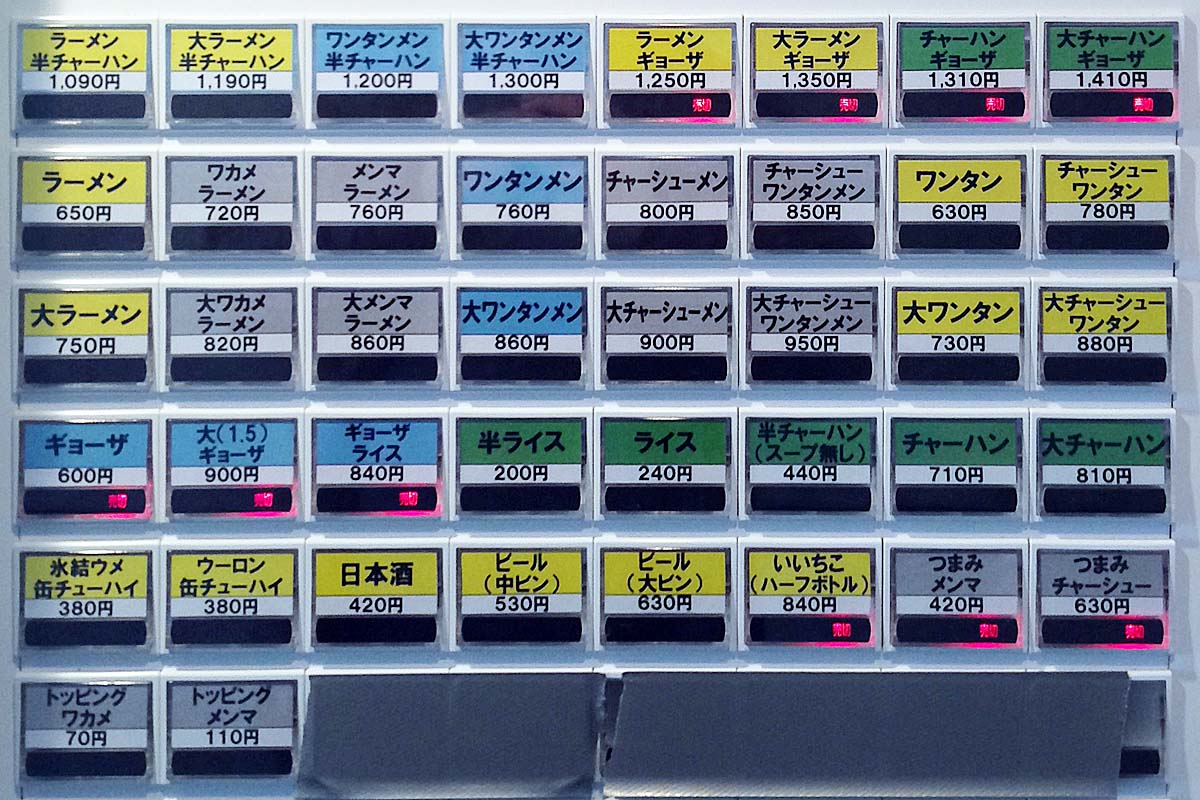 ラーメン
半チャーハン
1,090円
大ラーメン
半チャーハン
1,190円
ワンタンメン
半チャーハン
1,200円
大ワンタンメン
半チャーハン
1,300円
ラーメン
ギョーザ
1,250円
売切
大ラーメン
ギョーザ
1,350円
売切
チャーハン
ギョーザ
1,310円
売切
大チャーハン
ギョーザ
1,410円
売切
ラーメン
650円
ワカメ
ラーメン
720円
メンマ
ラーメン
760円
ワンタンメン
760円
チャーシューメン
800円
チャーシュー
ワンタンメン
850円
ワンタン
630円
チャーシュー
ワンタン
780円
大ラーメン
750円
大ワカメ
ラーメン
820円
大メンマ
ラーメン
860円
大ワンタンメン
860円
大チャーシューメン
900円
大チャーシュー
ワンタンメン
950円
大ワンタン
730円
大チャーシュー
ワンタン
880円
ギョーザ
600円
売切
大(1.5)
ギョーザ
900円
売切
ギョーザ
ライス
840円
売切
半ライス
200円
ライス
240円
半チャーハン
(スープ無し)
440円
チャーハン
710円
大チャーハン
810円
氷結ウメ
缶チューハイ
380円
ウーロン
缶チューハイ
380円
日本酒
420円
ビール
(中ビン)
530円
ビール
(大ビン)
630円
いいちこ
(ハーフボトル)
840円
売切
つまみ
メンマ
420円
売切
つまみ
チャーシュー
630円
売切
トッピング
ワカメ
70円
トッピング
メンマ
110円